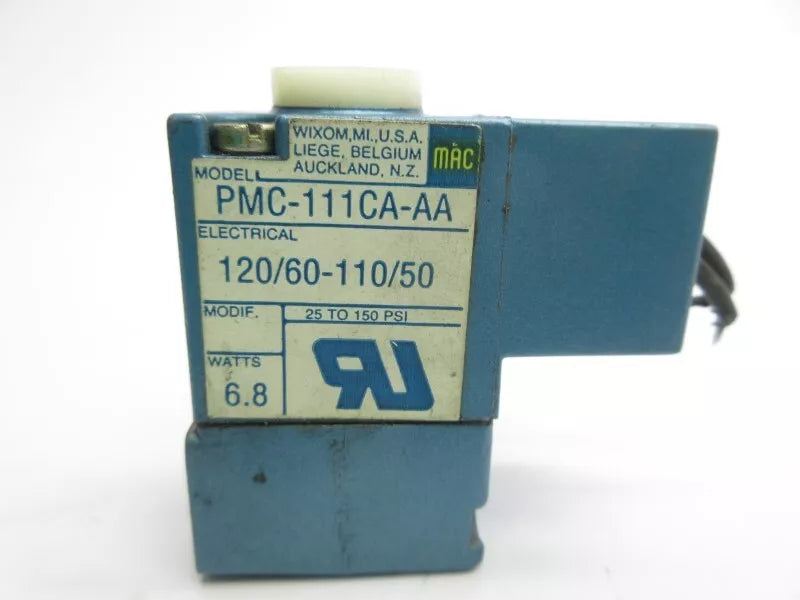 WIXOM,MI.,U.S.A.
LIEGE, BELGIUM
AUCKLAND, N.Z.
MAC
MODEL
PMC-111CA-AA
ELECTRICAL
120/60-110/50
MODIF.
25 TO 150 PSI
WATTS
6.8
UR